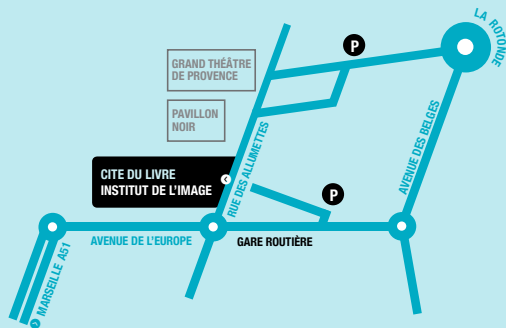 LA ROTONDE
P
GRAND THÉÂTRE
DE PROVENCE
PAVILLON
NOIR
RUE DES ALLUMETTES
AVENUE DES BELGES
CITE DU LIVRE
INSTITUT DE L'IMAGE
P
AVENUE DE L'EUROPE
GARE ROUTIÈRE
MARSEILLE A51